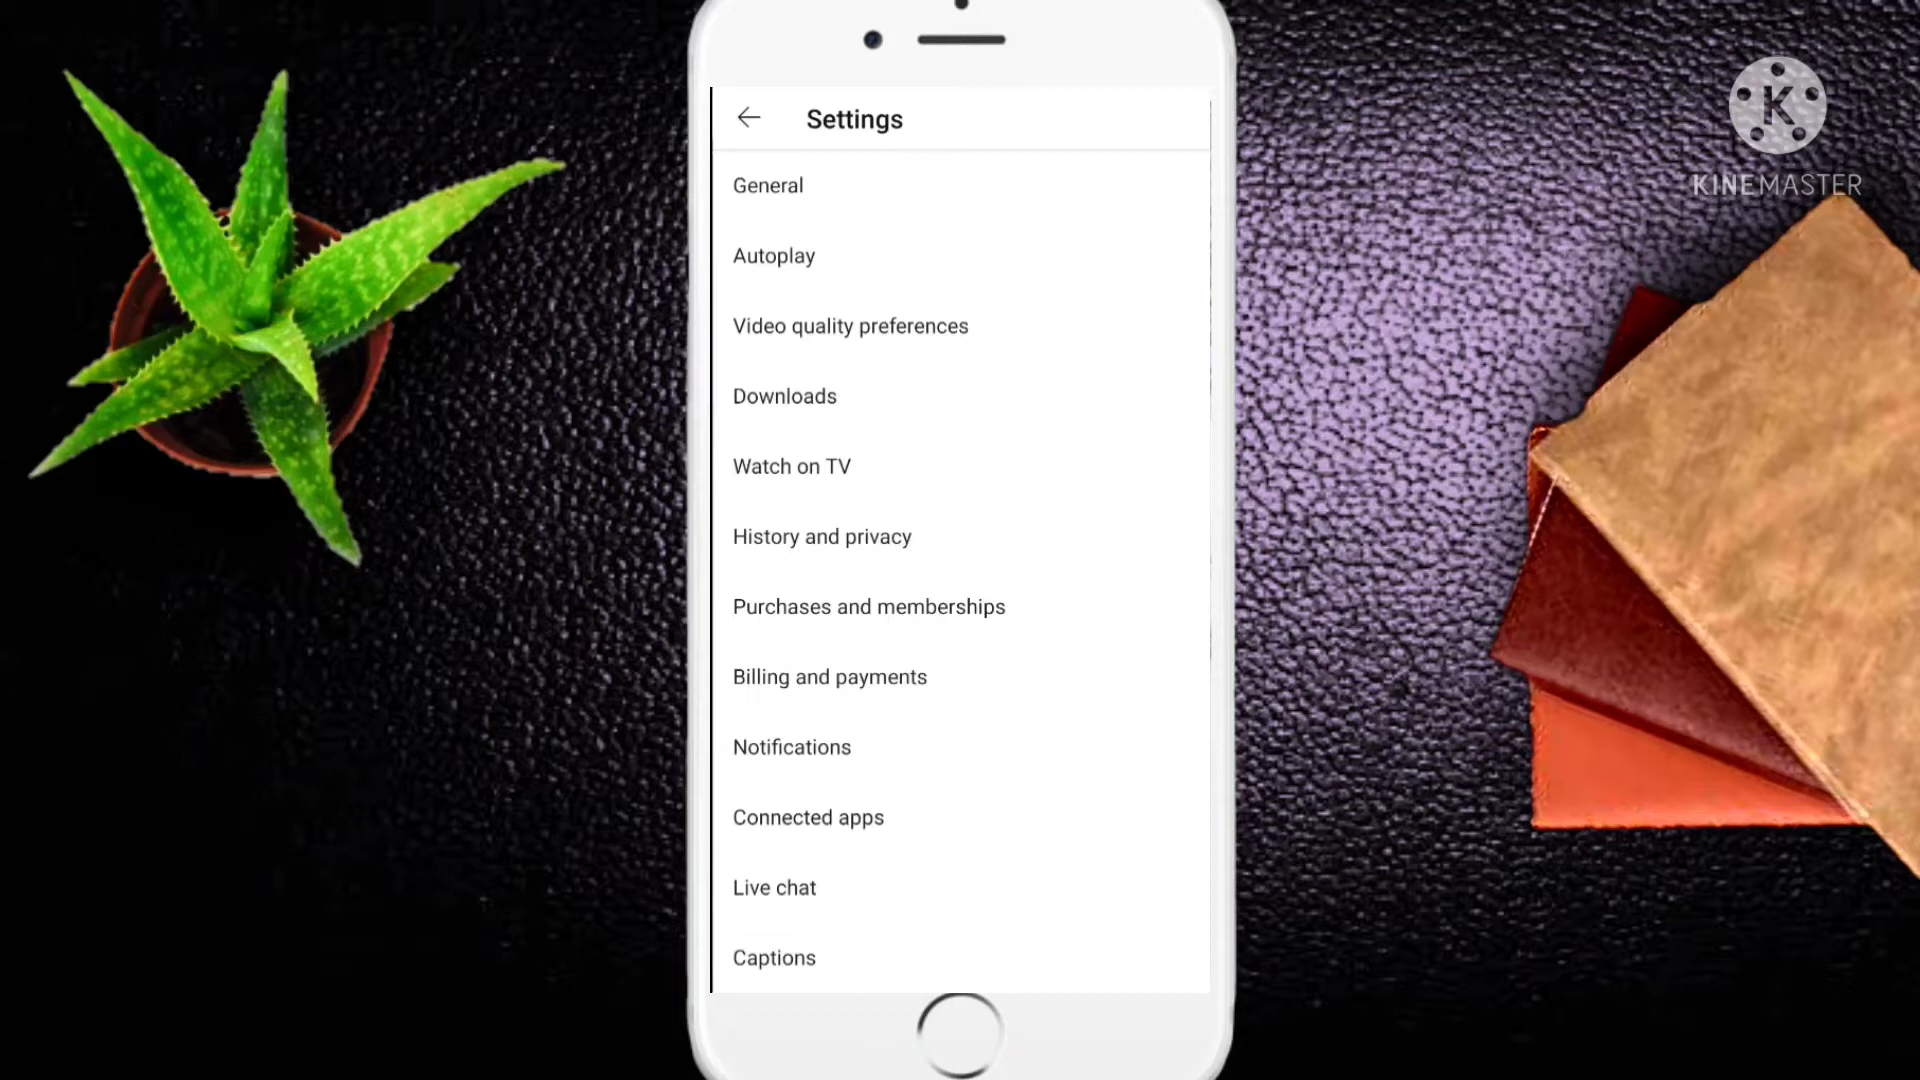 Settings
K
KINEMASTER
General
Autoplay
Video quality preferences
Downloads
Watch on TV
History and privacy
Purchases and memberships
Billing and payments
Notifications
Connected apps
Live chat
Captions